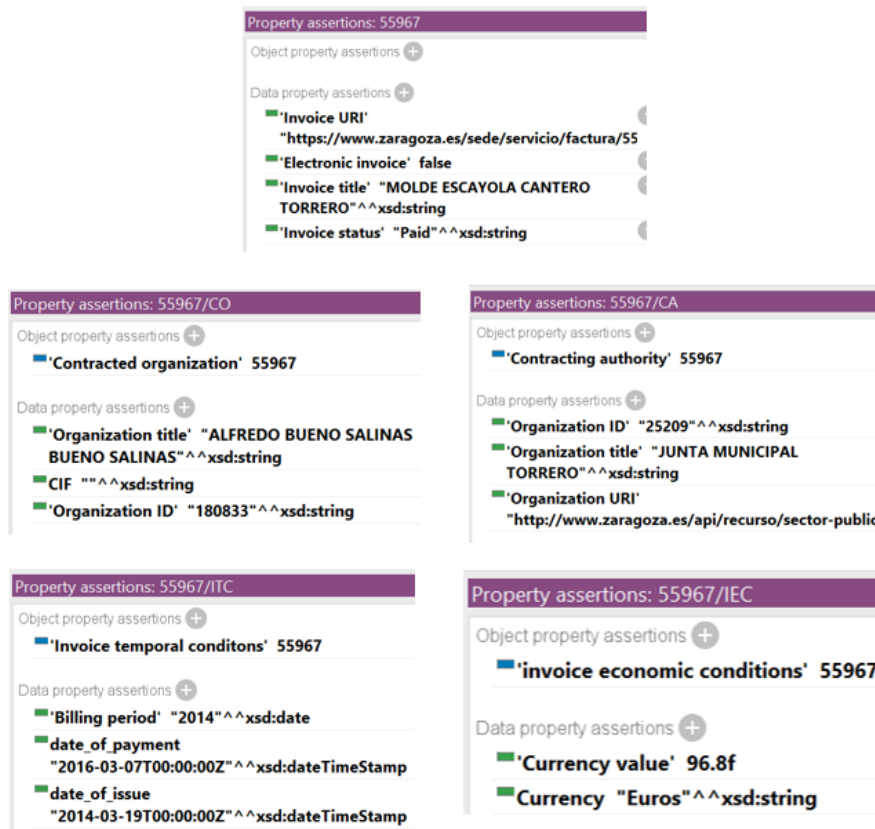 Property assertions: 55967
Object property assertions
Data property assertions
'Invoice URI'
"https://www.zaragoza.es/sede/servicio/factura/55
'Electronic invoice' false
'Invoice title' "MOLDE ESCAYOLA CANTERO
TORRERO"^^xsd:string
'Invoice status' "Paid"^^xsd:string
Property assertions: 55967/CO
Object property assertions
'Contracted organization' 55967
Data property assertions
'Organization title' "ALFREDO BUENO SALINAS
BUENO SALINAS"^^xsd:string
CIF ""^^xsd:string
'Organization ID' "180833"^^xsd:string
Property assertions: 55967/CA
Object property assertions
'Contracting authority' 55967
Data property assertions
'Organization ID' "25209"^^xsd:string
'Organization title' "JUNTA MUNICIPAL
TORRERO"^^xsd:string
'Organization URI'
"http://www.zaragoza.es/api/recurso/sector-public
Property assertions: 55967/ITC
Object property assertions
'Invoice temporal conditons' 55967
Data property assertions
'Billing period' "2014"^^xsd:date
date_of_payment
"2016-03-07T00:00:00Z"^^xsd:dateTimeStamp
date_of_issue
"2014-03-19T00:00:00Z"^^xsd:dateTimeStamp
Property assertions: 55967/IEC
Object property assertions
'invoice economic conditions' 55967
Data property assertions
'Currency value' 96.8f
Currency "Euros"^^xsd:string